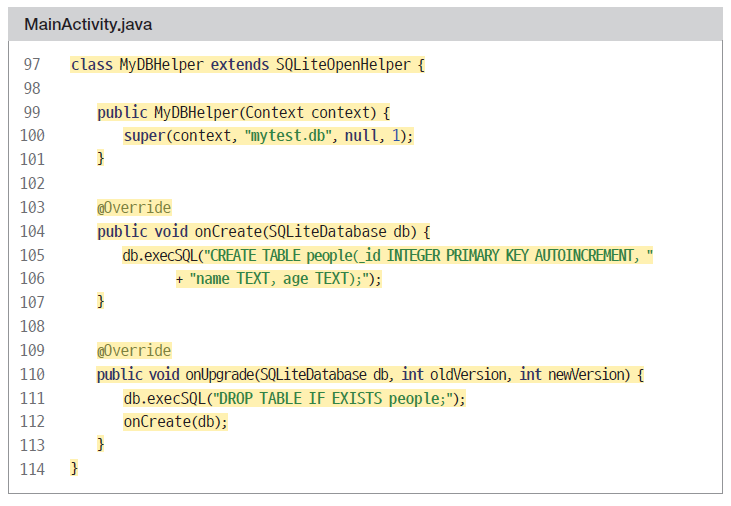 MainActivity.java
97 class MyDBHelper extends SQLiteOpenHelper {
98
99 public MyDBHelper(Context context) {
100 super(context, "mytest.db", null, 1);
101 }
102
103 @Override
104 public void onCreate(SQLiteDatabase db) {
105 db.execSQL("CREATE TABLE people(_id INTEGER PRIMARY KEY AUTOINCREMENT, "
106 + "name TEXT, age TEXT);");
107 }
108
109 @Override
110 public void onUpgrade(SQLiteDatabase db, int oldVersion, int newVersion) {
111 db.execSQL("DROP TABLE IF EXISTS people;");
112 onCreate(db);
113 }
114 }